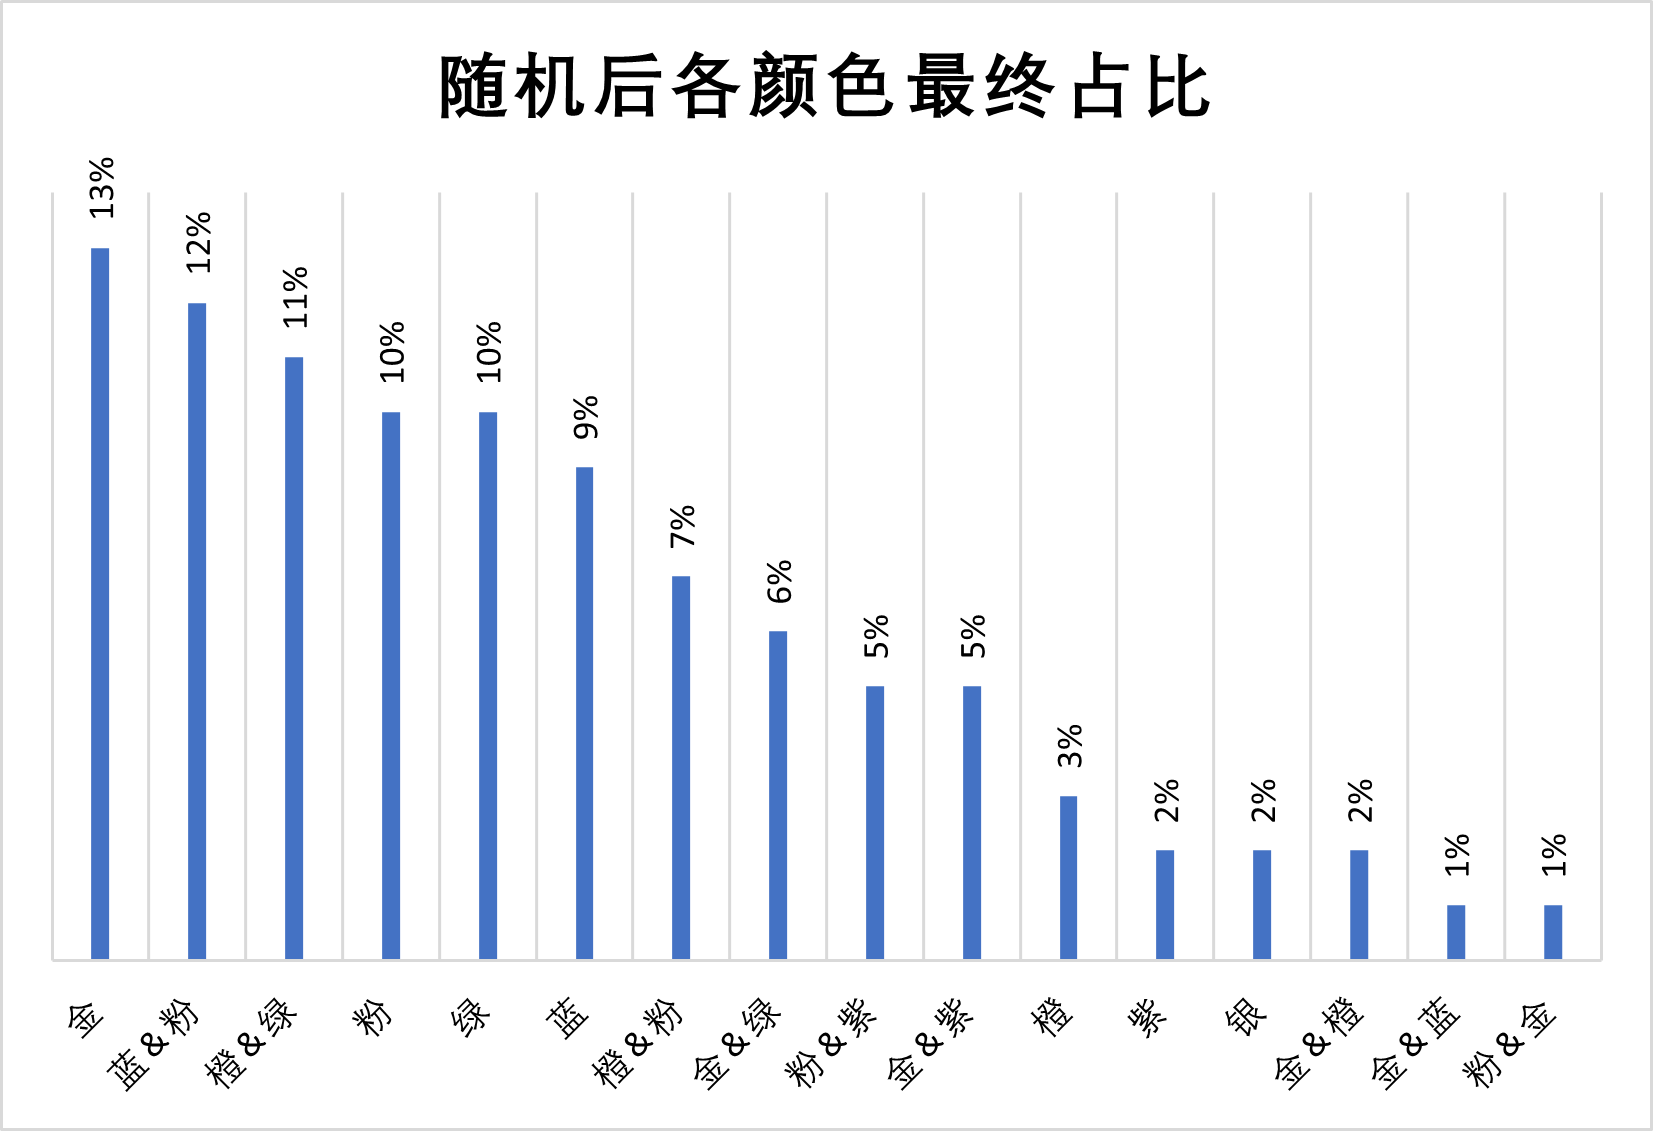 随机后各颜色最终占比
13%
12%
11%
10%
10%
9%
7%
6%
5%
5%
3%
2%
2%
2%
1%
1%
金
蓝&粉
橙&绿
粉
绿
蓝
橙&粉
金&绿
粉&紫
金&紫
橙
紫
银
金&橙
金&蓝
粉&金